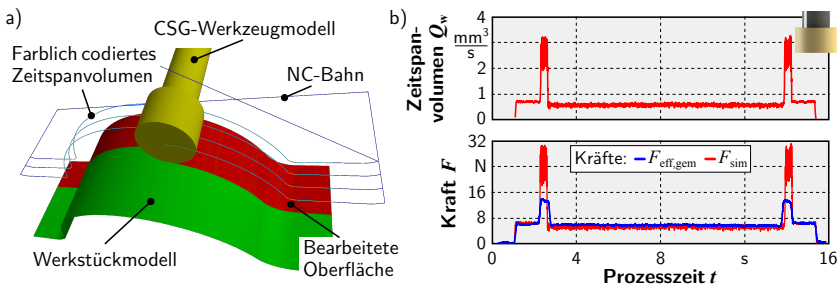 a)
CSG-Werkzeugmodell
Farblich codiertes
Zeitspanvolumen
NC-Bahn
Werkstückmodell
Bearbeitete
Oberfläche
b)
Zeitspan-
volumen Q_w
mm³
s
4
3
2
1
0
Kraft F
32
N
16
8
0
Kräfte: F_eff,gem F_sim
0 4 8 s 16
Prozesszeit t